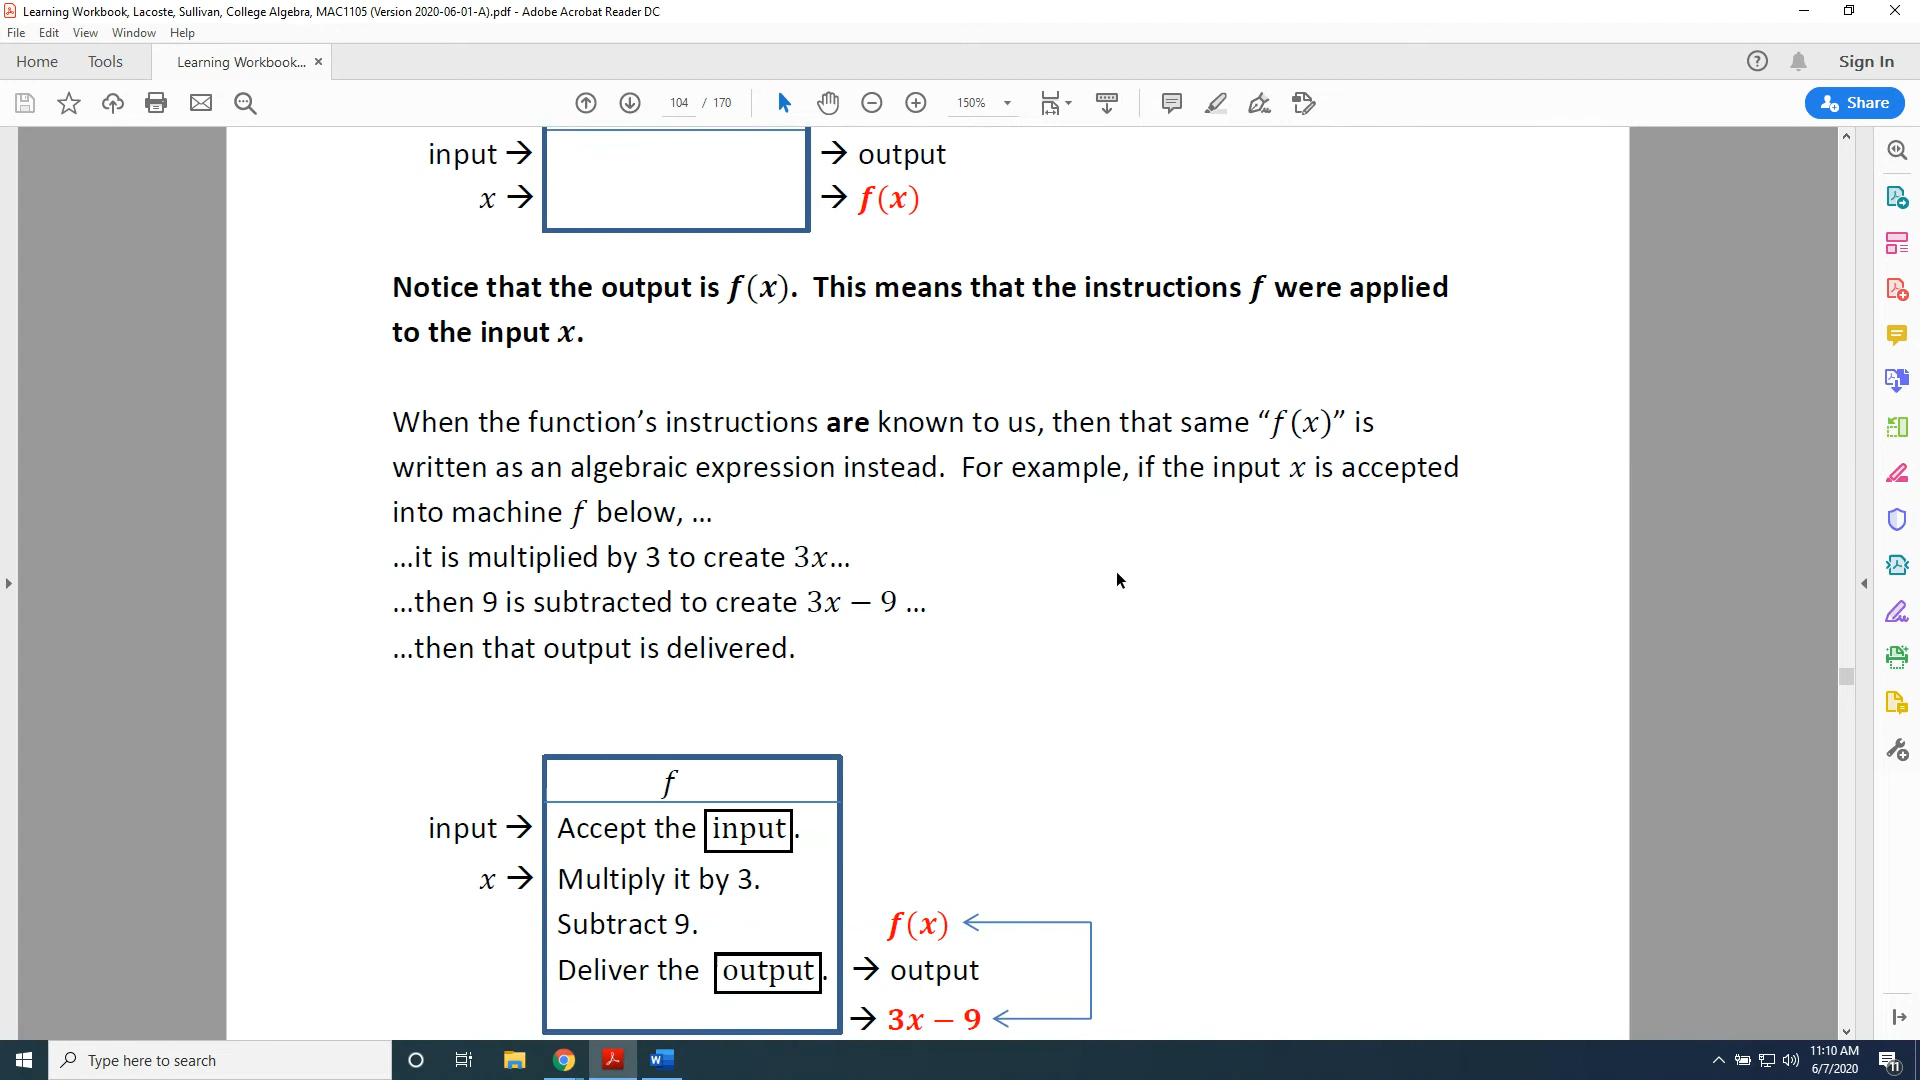 Learning Workbook, Lacoste, Sullivan, College Algebra, MAC1105 (Version 2020-06-01-A).pdf - Adobe Acrobat Reader DC
File Edit View Window Help
Home Tools Learning Workbook... × Sign In
104 / 170 150% Share
input → → output
x → → f(x)
Notice that the output is f(x). This means that the instructions f were applied
to the input x.
When the function’s instructions are known to us, then that same “f(x)” is
written as an algebraic expression instead. For example, if the input x is accepted
into machine f below, …
…it is multiplied by 3 to create 3x…
…then 9 is subtracted to create 3x − 9 …
…then that output is delivered.
f
input → Accept the input.
x → Multiply it by 3.
Subtract 9. f(x)
Deliver the output. → output
→ 3x − 9
Type here to search
11:10 AM
6/7/2020
11